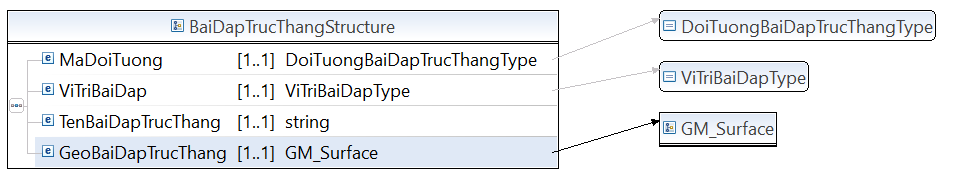 BaiDapTrucThangStructure
MaDoiTuong [1..1] DoiTuongBaiDapTrucThangType
ViTriBaiDap [1..1] ViTriBaiDapType
TenBaiDapTrucThang [1..1] string
GeoBaiDapTrucThang [1..1] GM_Surface
DoiTuongBaiDapTrucThangType
ViTriBaiDapType
GM_Surface